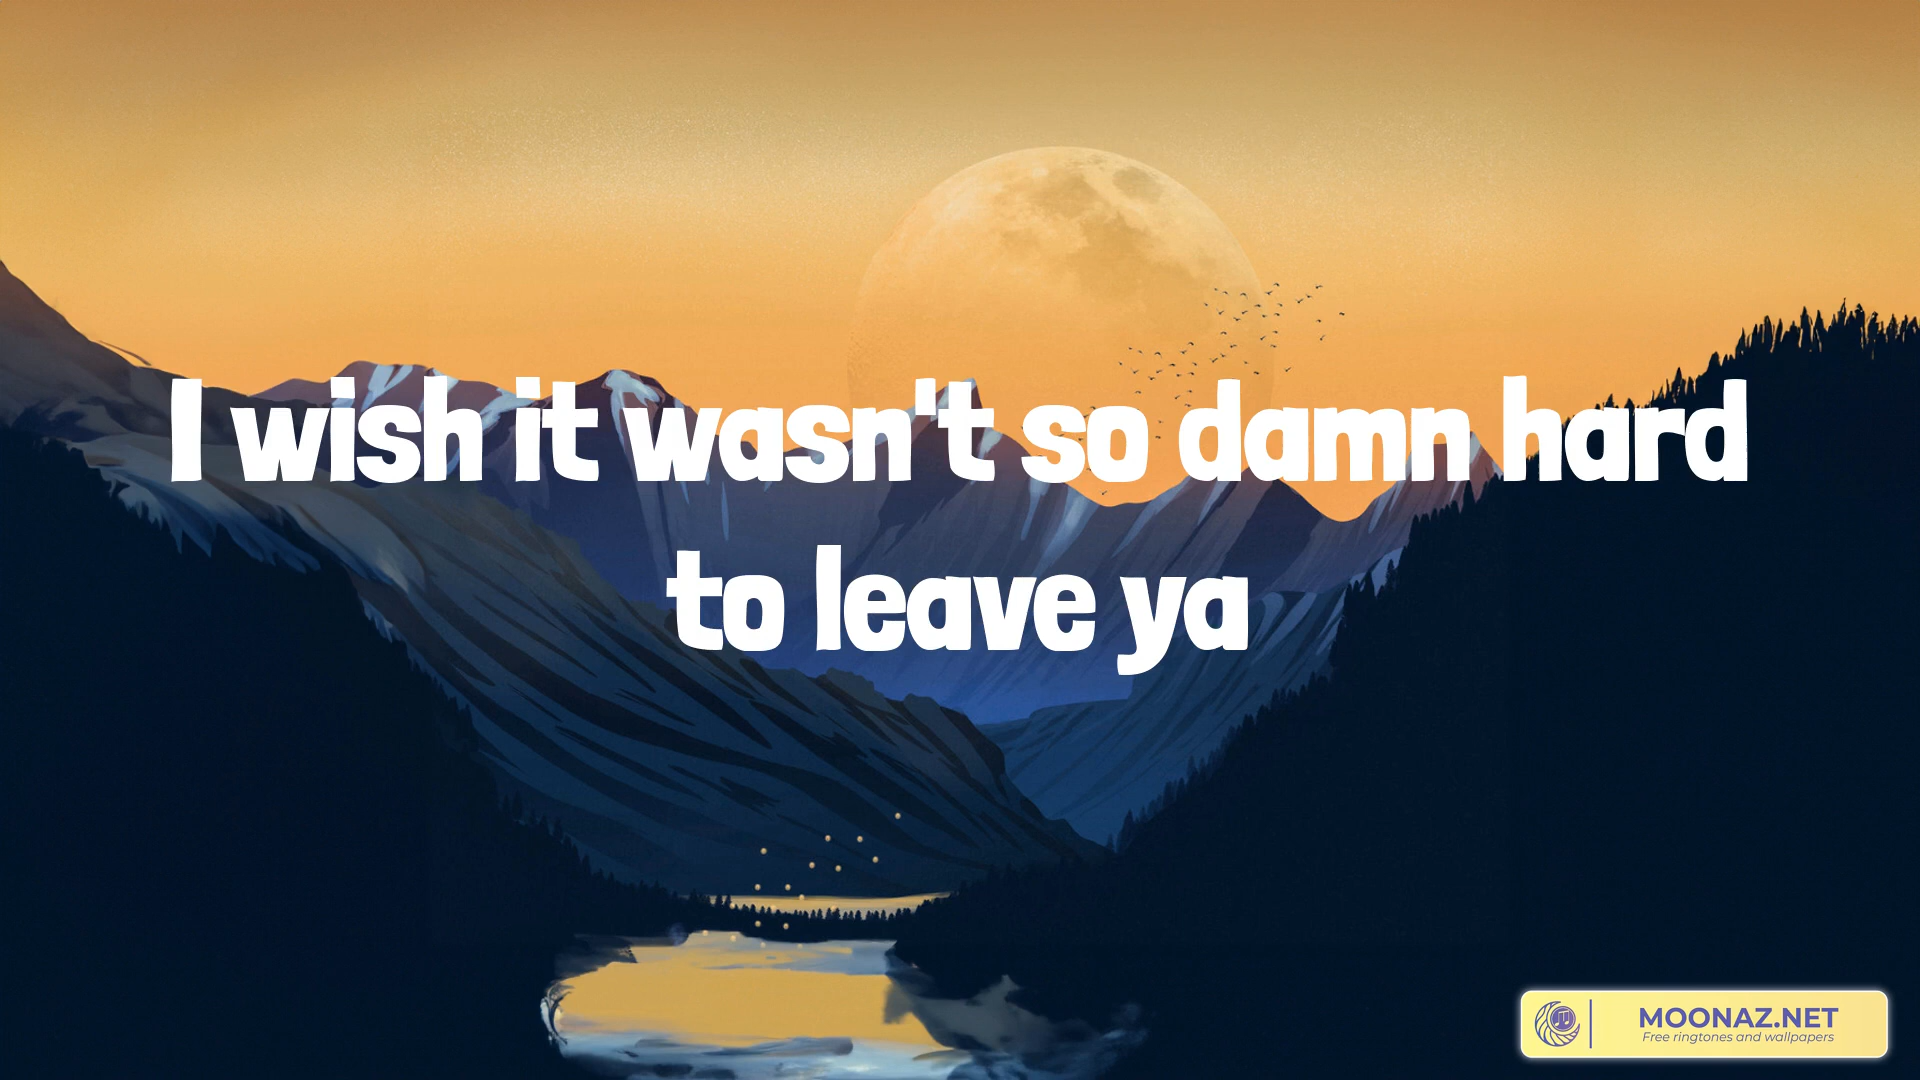 I wish it wasn't so damn hard
to leave ya
MOONAZ.NET
Free ringtones and wallpapers